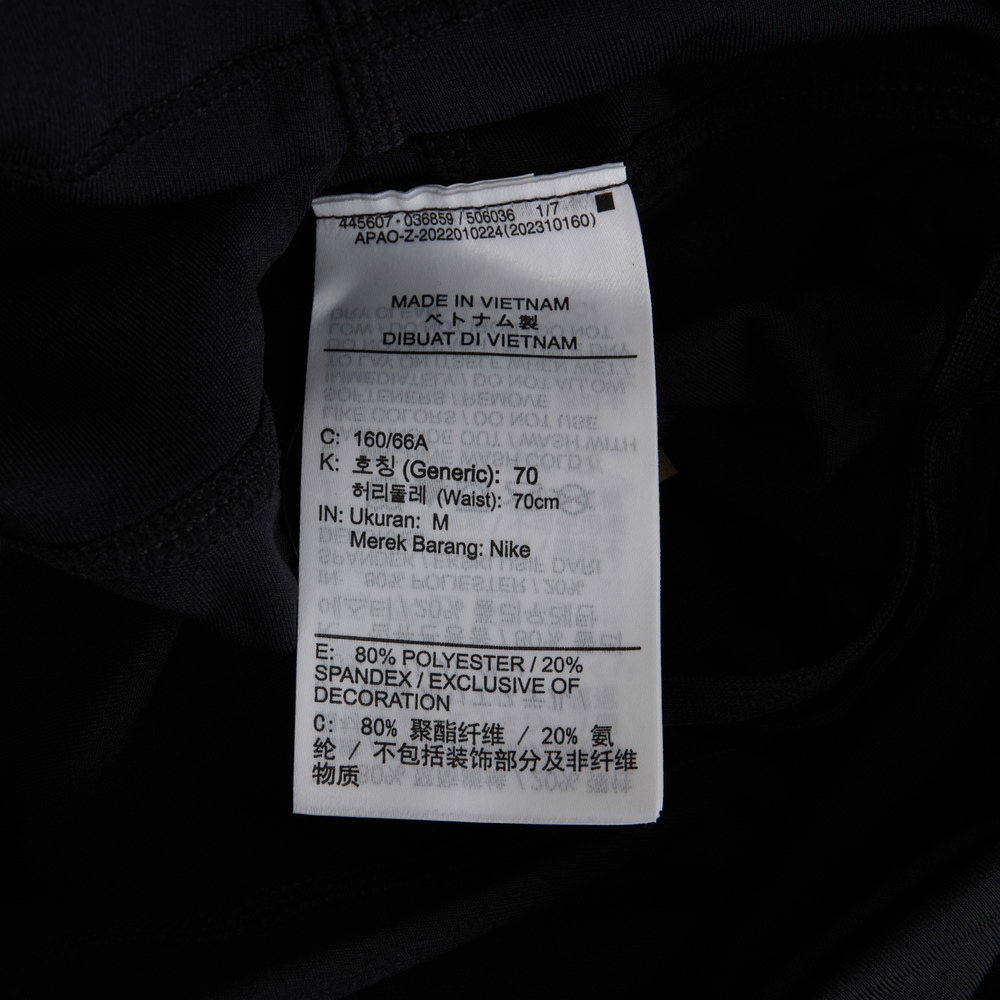 445607・036859 / 506036 1/7
APAO-Z-2022010224(202310160)
MADE IN VIETNAM
ベトナム製
DIBUAT DI VIETNAM
C: 160/66A
K: 호칭 (Generic): 70
허리둘레 (Waist): 70cm
IN: Ukuran: M
Merek Barang: Nike
E: 80% POLYESTER / 20%
SPANDEX / EXCLUSIVE OF
DECORATION
C: 80% 聚酯纤维 / 20% 氨
纶 / 不包括装饰部分及非纤维
物质